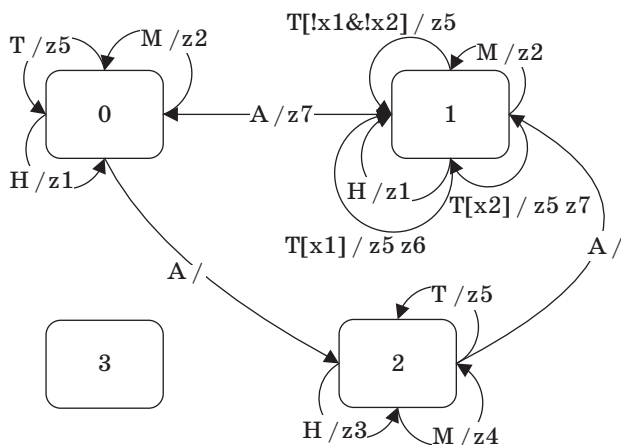 T[!x1&!x2] / z5
T / z5
M / z2
M / z2
0
A / z7
1
H / z1
H / z1
T[x2] / z5 z7
T[x1] / z5 z6
A /
A /
T / z5
3
2
H / z3
M / z4